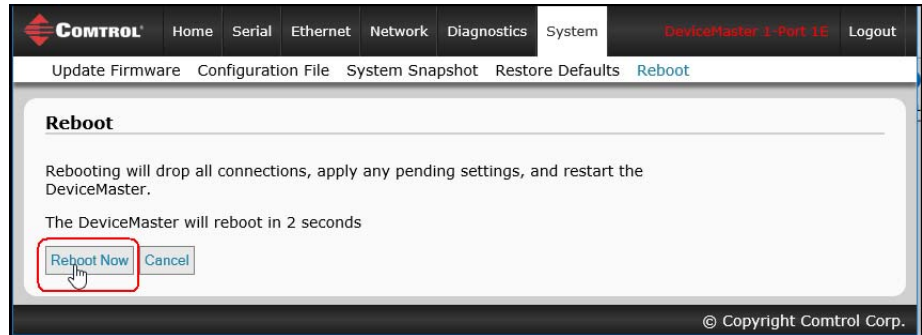 COMTROL Home Serial Ethernet Network Diagnostics System DeviceMaster 1-Port 1E Logout
Update Firmware Configuration File System Snapshot Restore Defaults Reboot
Reboot
Rebooting will drop all connections, apply any pending settings, and restart the
DeviceMaster.
The DeviceMaster will reboot in 2 seconds
Reboot Now Cancel
© Copyright Comtrol Corp.